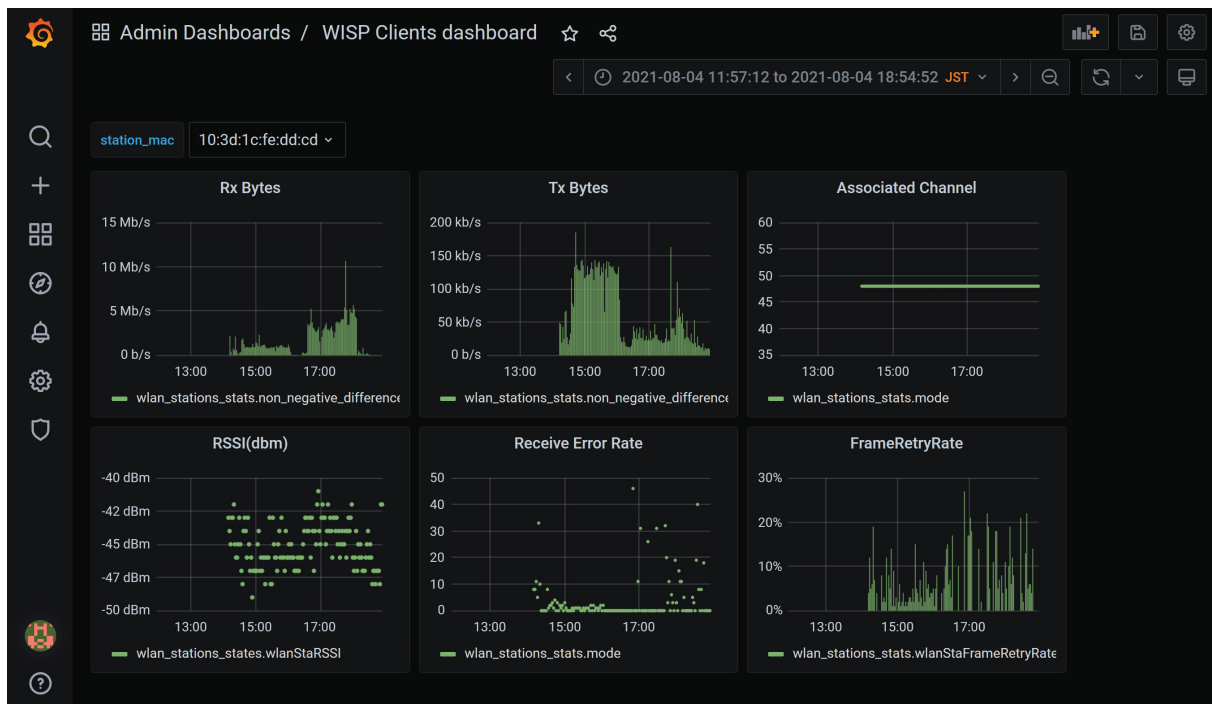 Admin Dashboards / WISP Clients dashboard
2021-08-04 11:57:12 to 2021-08-04 18:54:52 JST
station_mac 10:3d:1c:fe:dd:cd
Rx Bytes
15 Mb/s
10 Mb/s
5 Mb/s
0 b/s
13:00 15:00 17:00
wlan_stations_stats.non_negative_difference
Tx Bytes
200 kb/s
150 kb/s
100 kb/s
50 kb/s
0 b/s
13:00 15:00 17:00
wlan_stations_stats.non_negative_difference
Associated Channel
60
55
50
45
40
35
13:00 15:00 17:00
wlan_stations_stats.mode
RSSI(dbm)
-40 dBm
-42 dBm
-45 dBm
-47 dBm
-50 dBm
13:00 15:00 17:00
wlan_stations_states.wlanStaRSSI
Receive Error Rate
50
40
30
20
10
0
13:00 15:00 17:00
wlan_stations_stats.mode
FrameRetryRate
30%
20%
10%
0%
13:00 15:00 17:00
wlan_stations_stats.wlanStaFrameRetryRate